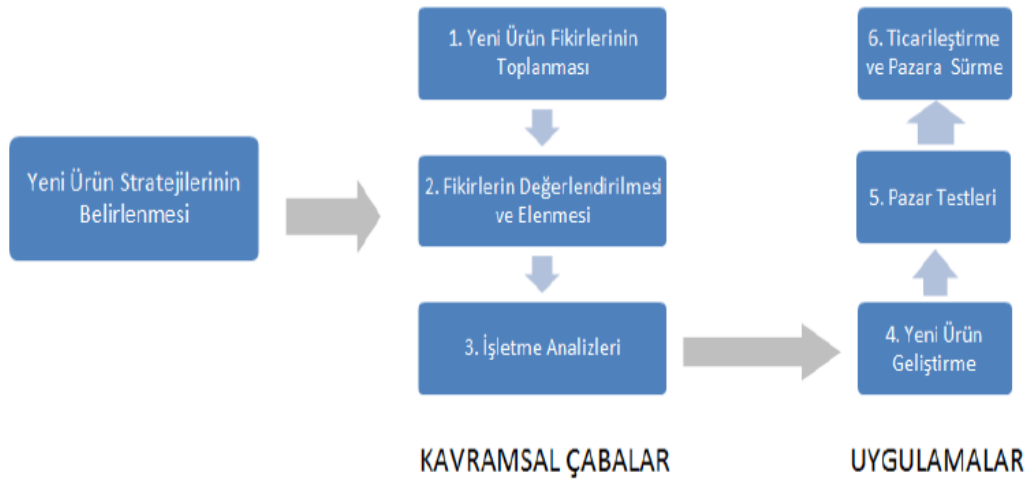 Yeni Ürün Stratejilerinin
Belirlenmesi
1. Yeni Ürün Fikirlerinin
Toplanması
2. Fikirlerin Değerlendirilmesi
ve Elenmesi
3. İşletme Analizleri
KAVRAMSAL ÇABALAR
6. Ticarileştirme
ve Pazara Sürme
5. Pazar Testleri
4. Yeni Ürün
Geliştirme
UYGULAMALAR